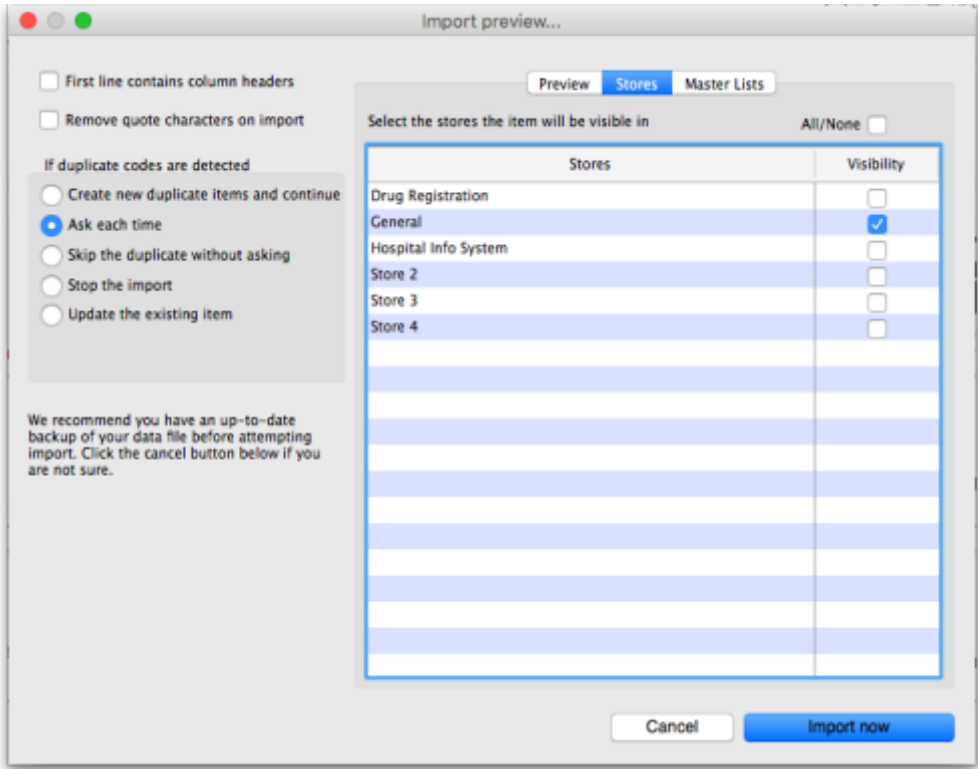 Import preview...
First line contains column headers
Remove quote characters on import
If duplicate codes are detected
Create new duplicate items and continue
Ask each time
Skip the duplicate without asking
Stop the import
Update the existing item
We recommend you have an up-to-date
backup of your data file before attempting
import. Click the cancel button below if you
are not sure.
Preview Stores Master Lists
Select the stores the item will be visible in All/None
Stores Visibility
Drug Registration
General
Hospital Info System
Store 2
Store 3
Store 4
Cancel Import now